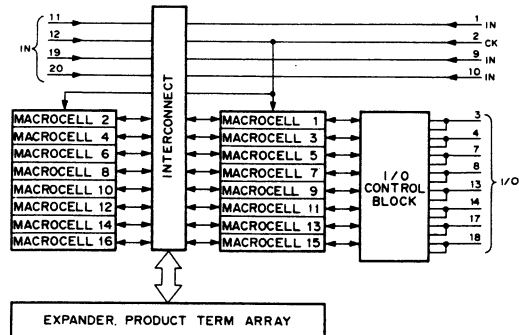 11
12
IN
19
20
1 IN
2 CK
9 IN
10 IN
INTERCONNECT
MACROCELL 2
MACROCELL 4
MACROCELL 6
MACROCELL 8
MACROCELL 10
MACROCELL 12
MACROCELL 14
MACROCELL 16
MACROCELL 1
MACROCELL 3
MACROCELL 5
MACROCELL 7
MACROCELL 9
MACROCELL 11
MACROCELL 13
MACROCELL 15
I/O
CONTROL
BLOCK
3
4
7
8
13
14
17
18
I/O
EXPANDER, PRODUCT TERM ARRAY